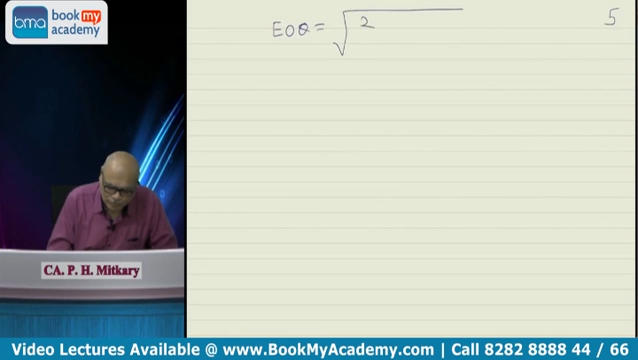 bma book my academy
EOQ = √2
5
CA. P. H. Mitkary
Video Lectures Available @ www.BookMyAcademy.com | Call 8282 8888 44 / 66